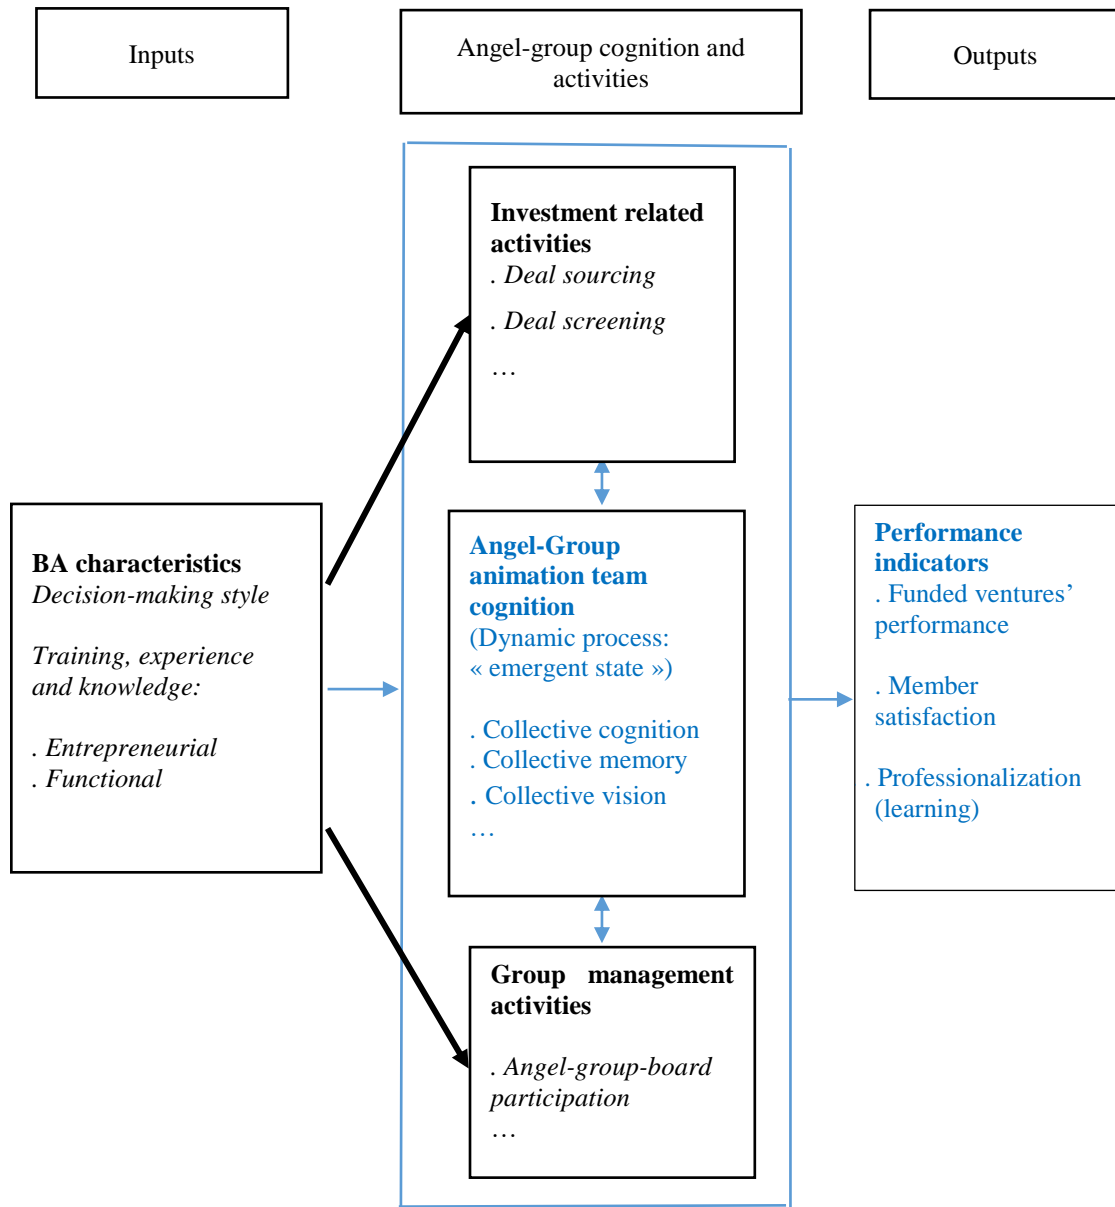 Inputs
Angel-group cognition and
activities
Outputs
Investment related
activities
. Deal sourcing
. Deal screening
…
BA characteristics
Decision-making style
Training, experience
and knowledge:
. Entrepreneurial
. Functional
Angel-Group
animation team
cognition
(Dynamic process:
« emergent state »)
. Collective cognition
. Collective memory
. Collective vision
…
Performance
indicators
. Funded ventures’
performance
. Member
satisfaction
. Professionalization
(learning)
Group management
activities
. Angel-group-board
participation
…